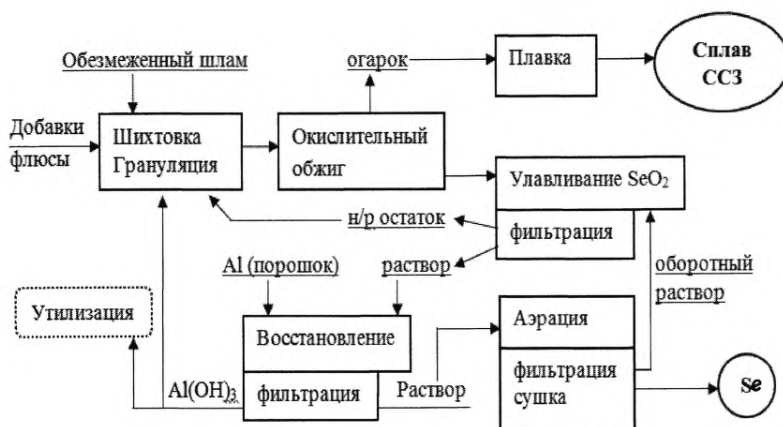 Обезмеженный шлам
огарок
Плавка
Сплав
ССЗ
Добавки
флюсы
Шихтовка
Грануляция
Окислительный
обжиг
Улавливание SeO2
н/р остаток
фильтрация
Al (порошок)
раствор
оборотный
раствор
Утилизация
Восстановление
Аэрация
Al(OH)3
фильтрация
Раствор
фильтрация
сушка
Se